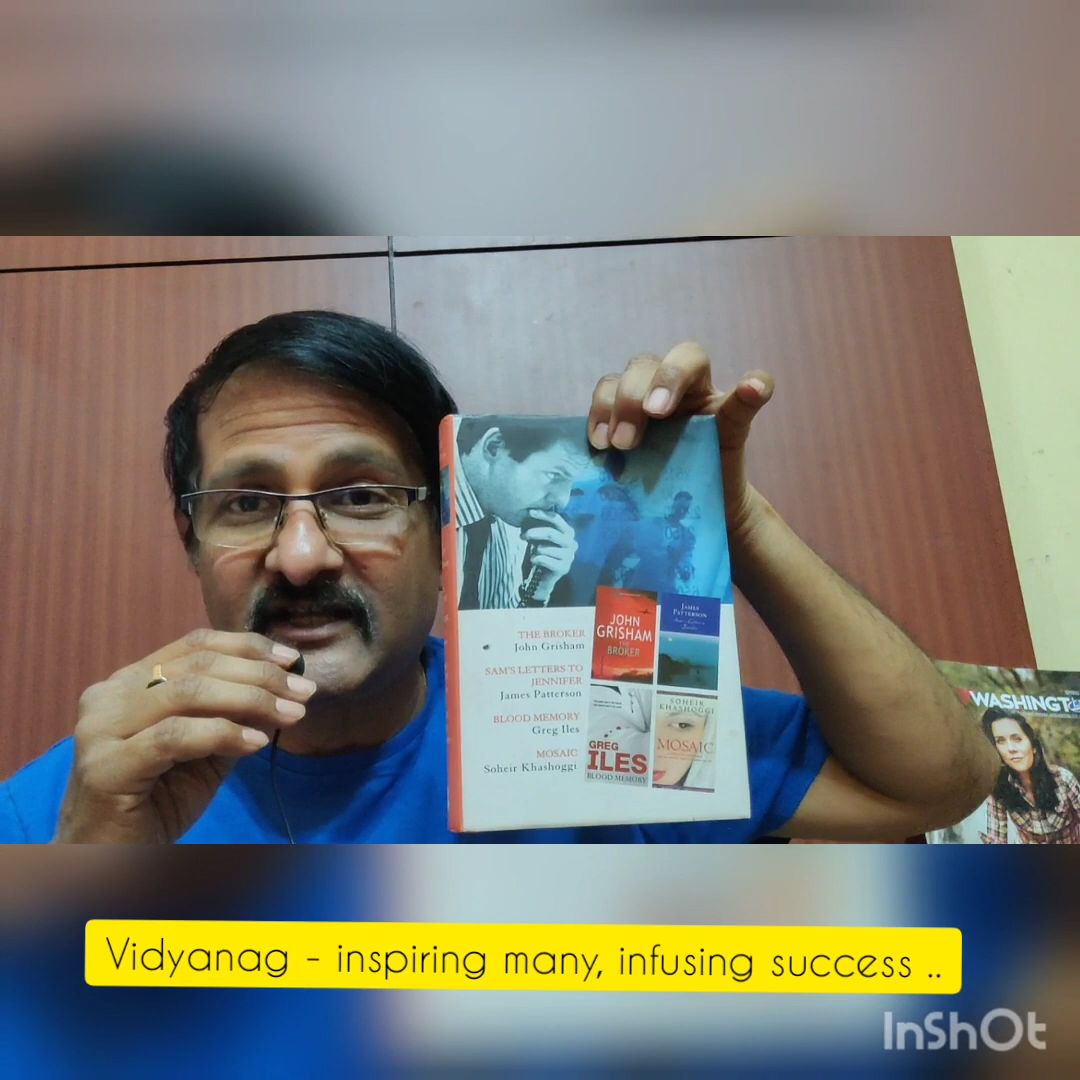 THE BROKER
John Grisham
SAM'S LETTERS TO
JENNIFER
James Patterson
BLOOD MEMORY
Greg Iles
MOSAIC
Soheir Khashoggi
JOHN
GRISHAM
THE
BROKER
JAMES
PATTERSON
GREG
ILES
BLOOD MEMORY
SOHEIR
KHASHOGGI
MOSAIC
WASHINGT
Vidyanag - inspiring many, infusing success ..
InShOt